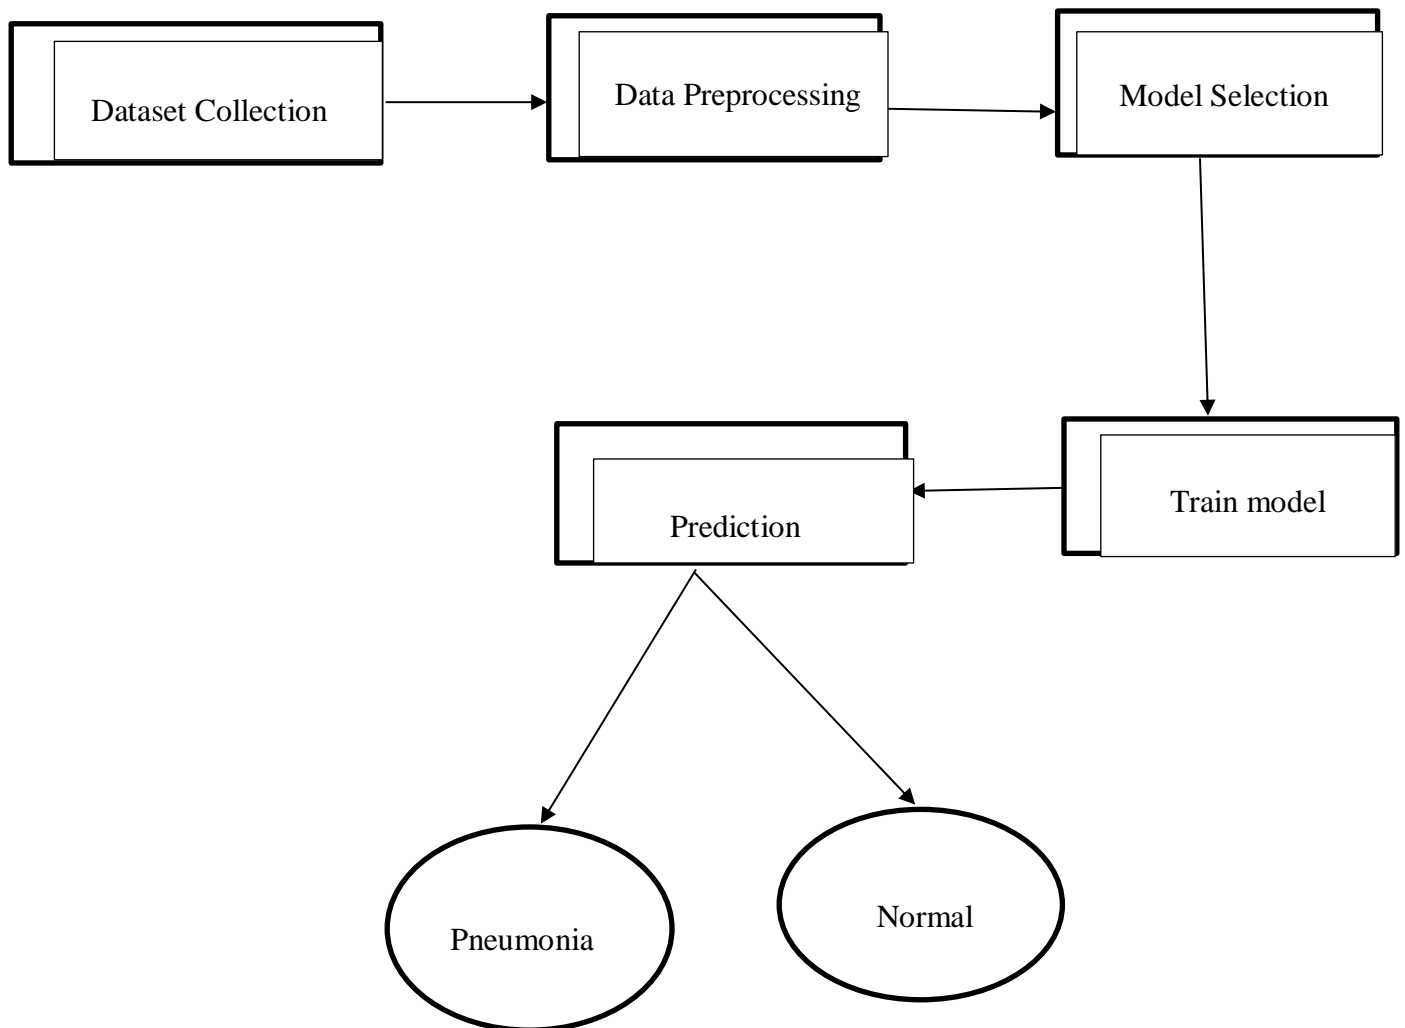 Dataset Collection
Data Preprocessing
Model Selection
Train model
Prediction
Pneumonia
Normal